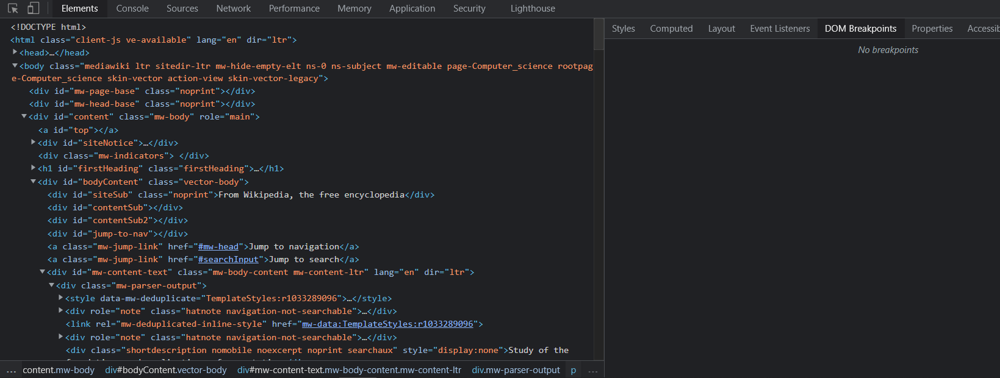 Elements Console Sources Network Performance Memory Application Security Lighthouse
<!DOCTYPE html>
<html class="client-js ve-available" lang="en" dir="ltr">
<head>…</head>
<body class="mediawiki ltr sitedir-ltr mw-hide-empty-elt ns-0 ns-subject mw-editable page-Computer_science rootpag
e-Computer_science skin-vector action-view skin-vector-legacy">
<div id="mw-page-base" class="noprint"></div>
<div id="mw-head-base" class="noprint"></div>
<div id="content" class="mw-body" role="main">
<a id="top"></a>
<div id="siteNotice">…</div>
<div class="mw-indicators"> </div>
<h1 id="firstHeading" class="firstHeading">…</h1>
<div id="bodyContent" class="vector-body">
<div id="siteSub" class="noprint">From Wikipedia, the free encyclopedia</div>
<div id="contentSub"></div>
<div id="contentSub2"></div>
<div id="jump-to-nav"></div>
<a class="mw-jump-link" href="#mw-head">Jump to navigation</a>
<a class="mw-jump-link" href="#searchInput">Jump to search</a>
<div id="mw-content-text" class="mw-body-content mw-content-ltr" lang="en" dir="ltr">
<div class="mw-parser-output">
<style data-mw-deduplicate="TemplateStyles:r1033289096">…</style>
<div role="note" class="hatnote navigation-not-searchable">…</div>
<link rel="mw-deduplicated-inline-style" href="mw-data:TemplateStyles:r1033289096">
<div role="note" class="hatnote navigation-not-searchable">…</div>
<div class="shortdescription nomobile noexcerpt noprint searchaux" style="display:none">Study of the
... content.mw-body div#bodyContent.vector-body div#mw-content-text.mw-body-content.mw-content-ltr div.mw-parser-output p ...
Styles Computed Layout Event Listeners DOM Breakpoints Properties Accessib
No breakpoints